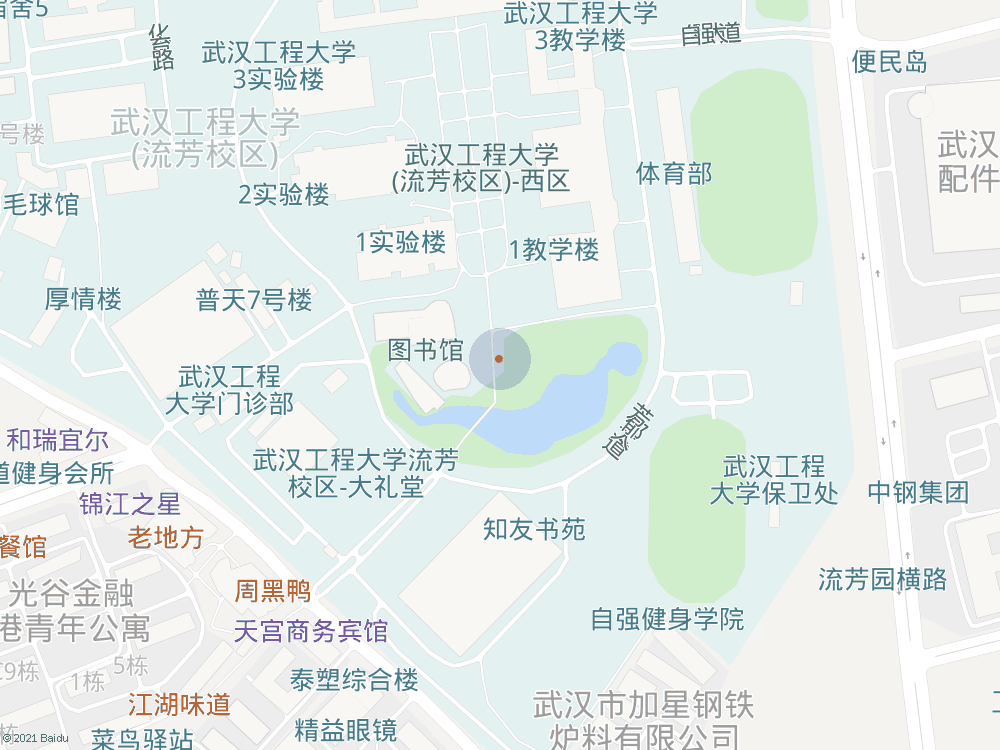 宿舍5
化育路
武汉工程大学
3教学楼
自强大道
武汉工程大学
3实验楼
便民岛
武汉工程大学
(流芳校区)
号楼
武汉
配件
武汉工程大学
(流芳校区)-西区
体育部
2实验楼
毛球馆
1实验楼
1教学楼
厚情楼
普天7号楼
图书馆
武汉工程
大学门诊部
芳都道
和瑞宜尔
道健身会所
武汉工程大学流芳
校区-大礼堂
武汉工程
大学保卫处
中钢集团
锦江之星
知友书苑
老地方
餐馆
周黑鸭
光谷金融
港青年公寓
流芳园横路
自强健身学院
天宫商务宾馆
C9栋
5栋
1栋
泰塑综合楼
江湖味道
武汉市加星钢铁
炉料有限公司
精益眼镜
菜鸟驿站
© 2021 Baidu